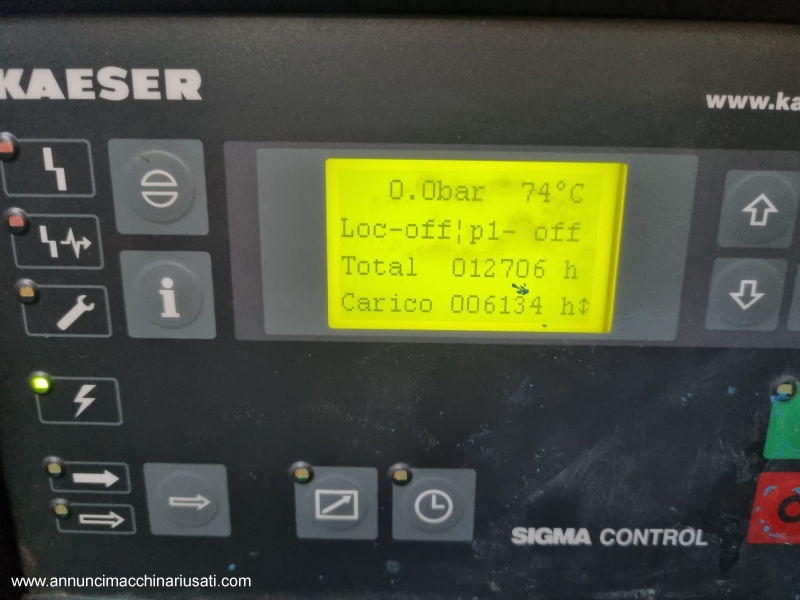 KAESER
www.ka
0.0bar 74°C
Loc-off¦p1- off
Total 012706 h
Carico 006134 h↕
SIGMA CONTROL
www.annuncimacchinariusati.com